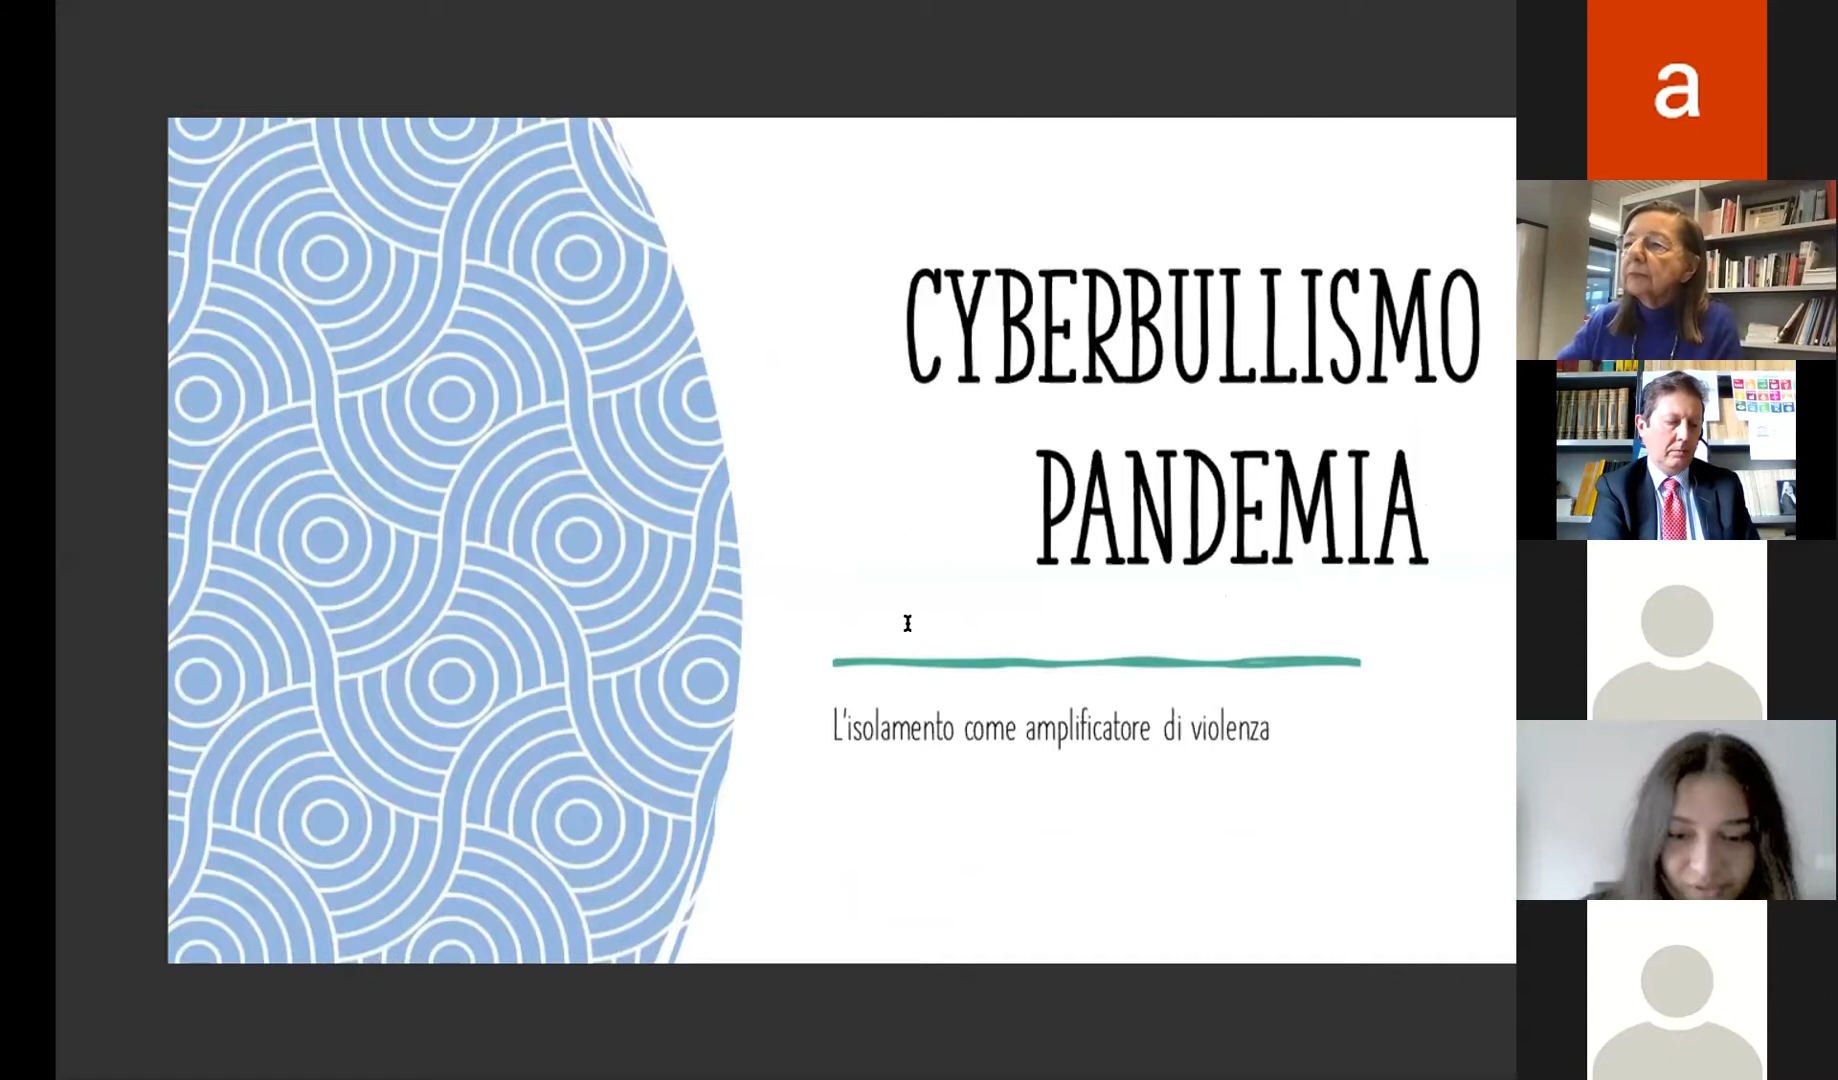 CYBERBULLISMO
PANDEMIA
L'isolamento come amplificatore di violenza
a